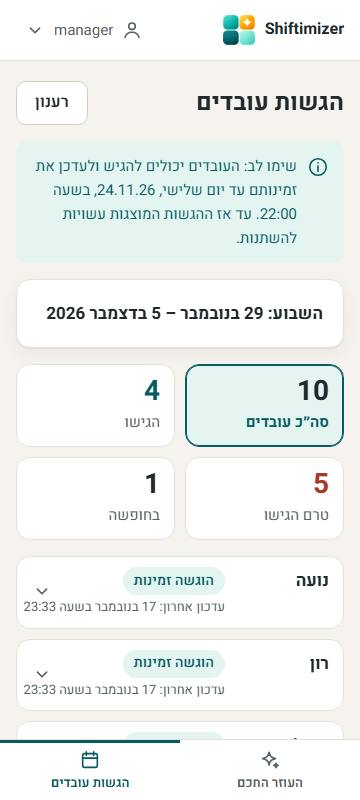 Shiftimizer
manager
הגשות עובדים
רענון
שימו לב: העובדים יכולים להגיש ולעדכן את
זמינותם עד יום שלישי, 24.11.26, בשעה
22:00. עד אז ההגשות המוצגות עשויות
להשתנות.
השבוע: 29 בנובמבר – 5 בדצמבר 2026
10
סה״כ עובדים
4
הגישו
5
טרם הגישו
1
בחופשה
נועה
הוגשה זמינות
עדכון אחרון: 17 בנובמבר בשעה 23:33
רון
הוגשה זמינות
עדכון אחרון: 17 בנובמבר בשעה 23:33
העוזר החכם
הגשות עובדים